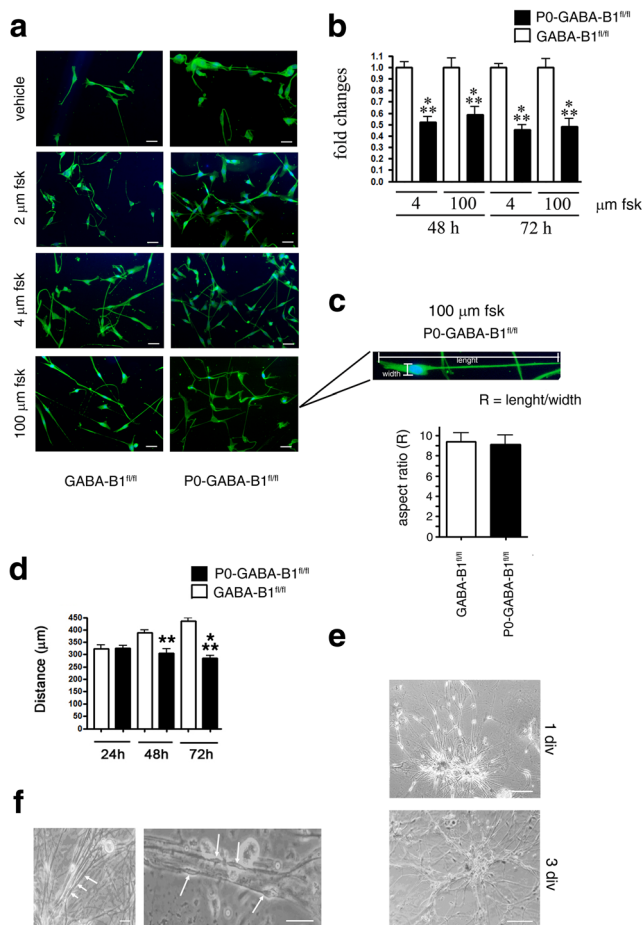 a
vehicle
2 µm fsk
4 µm fsk
100 µm fsk
GABA-B1fl/fl
P0-GABA-B1fl/fl
b
P0-GABA-B1fl/fl
GABA-B1fl/fl
fold changes
1.1
1.0
0.9
0.8
0.7
0.6
0.5
0.4
0.3
0.2
0.1
0.0
*
**
*
**
*
**
*
**
4 100 4 100 µm fsk
48 h 72 h
c
100 µm fsk
P0-GABA-B1fl/fl
lenght
width
R = lenght/width
aspect ratio (R)
10
8
6
4
2
0
GABA-B1fl/fl
P0-GABA-B1fl/fl
d
P0-GABA-B1fl/fl
GABA-B1fl/fl
Distance (µm)
450
400
350
300
250
200
150
100
50
0
**
*
**
24h 48h 72h
e
1 div
3 div
f